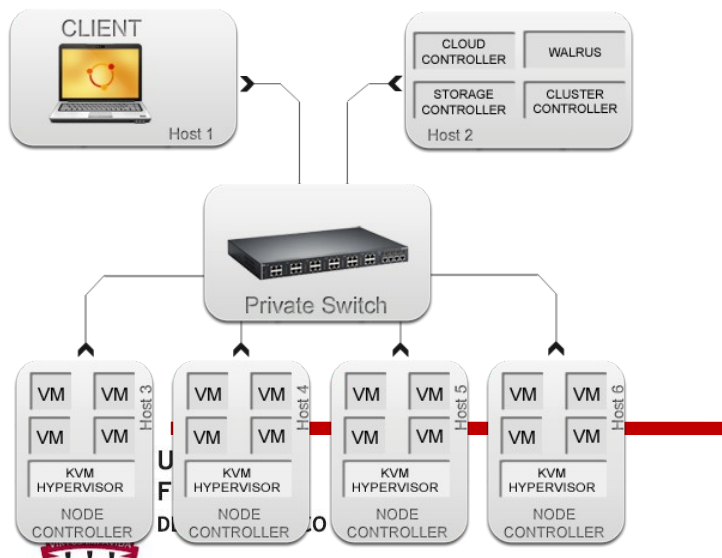 CLIENT
Host 1
CLOUD
CONTROLLER
WALRUS
STORAGE
CONTROLLER
CLUSTER
CONTROLLER
Host 2
Private Switch
VM VM
VM VM
KVM
HYPERVISOR
NODE
CONTROLLER
Host 3
VM VM
VM VM
KVM
HYPERVISOR
NODE
CONTROLLER
Host 4
VM VM
VM VM
KVM
HYPERVISOR
NODE
CONTROLLER
Host 5
VM VM
VM VM
KVM
HYPERVISOR
NODE
CONTROLLER
Host 6